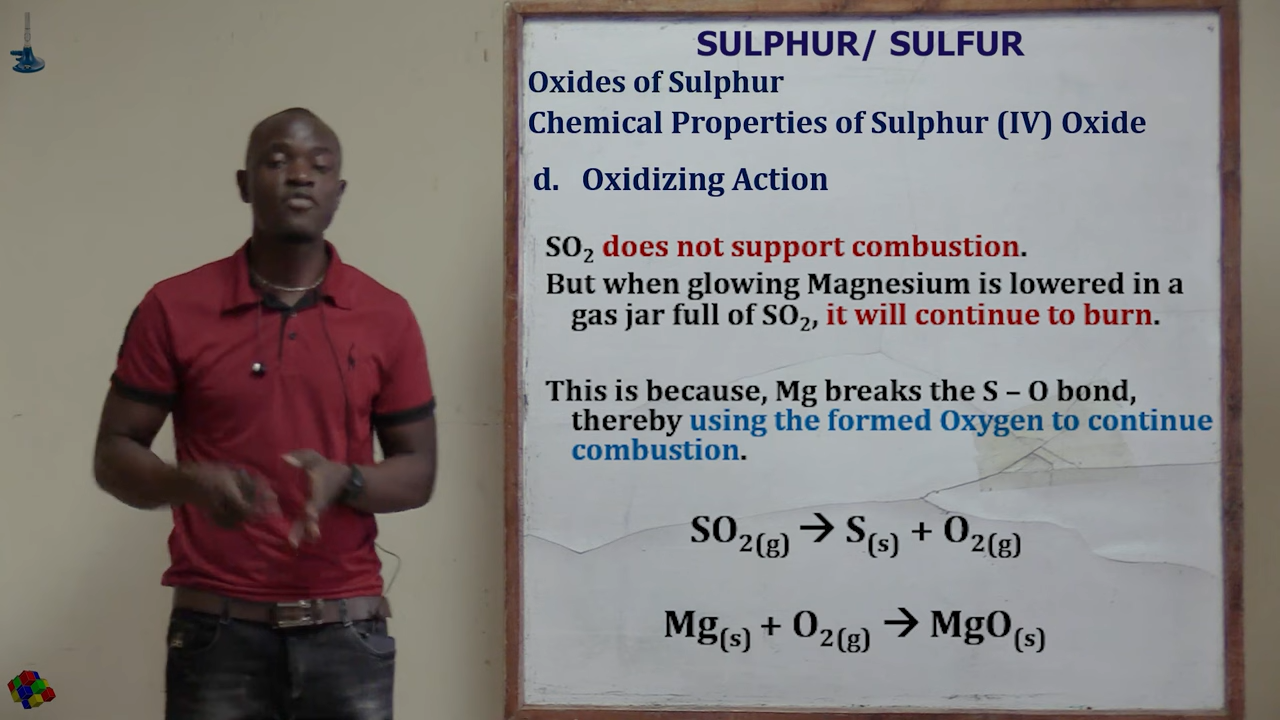 SULPHUR/ SULFUR
Oxides of Sulphur
Chemical Properties of Sulphur (IV) Oxide
d. Oxidizing Action
SO₂ does not support combustion.
But when glowing Magnesium is lowered in a
gas jar full of SO₂, it will continue to burn.
This is because, Mg breaks the S – O bond,
thereby using the formed Oxygen to continue
combustion.
SO₂(g) → S(s) + O₂(g)
Mg(s) + O₂(g) → MgO(s)